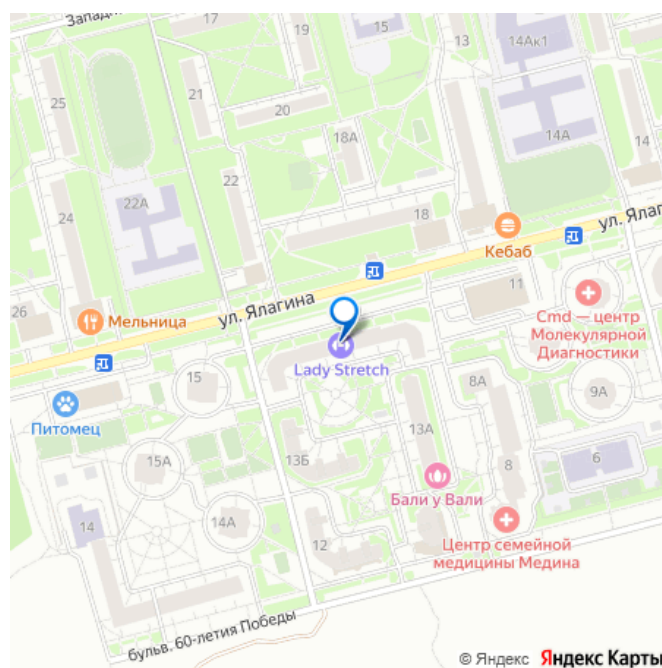 Запади
17
19
15
13
14Ак1
25
21
20
14А
14
18А
22А
22
24
18
ул. Ялаг
Кебаб
26
Мельница
ул. Ялагина
11
Cmd — центр
Молекулярной
Диагностики
Lady Stretch
15
8А
9А
Питомец
13А
13Б
15А
8
6
Бали у Вали
14
14А
12
Центр семейной
медицины Медина
бульв. 60-летия Победы
© Яндекс Яндекс Карты